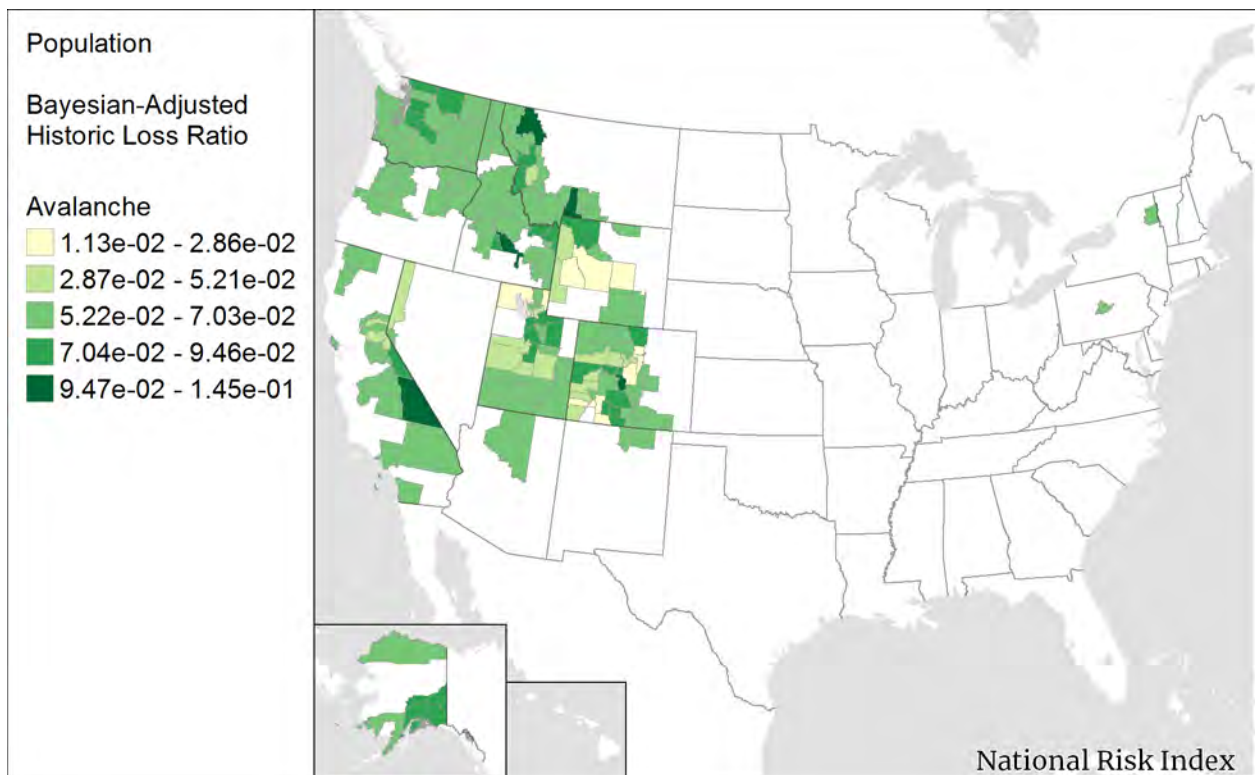 Population
Bayesian-Adjusted
Historic Loss Ratio
Avalanche
1.13e-02 - 2.86e-02
2.87e-02 - 5.21e-02
5.22e-02 - 7.03e-02
7.04e-02 - 9.46e-02
9.47e-02 - 1.45e-01
National Risk Index